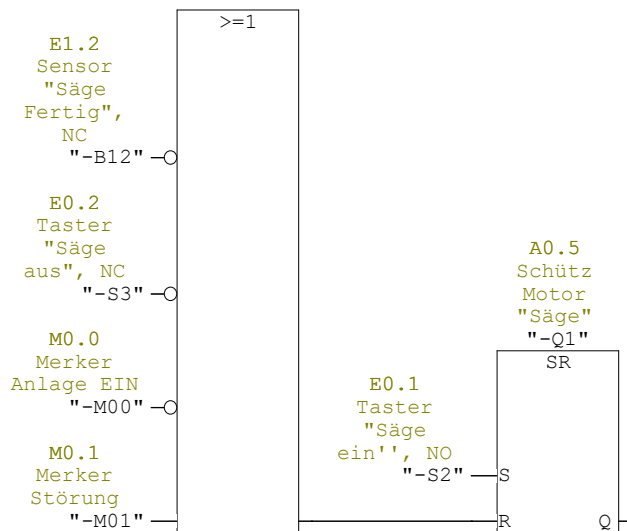 >=1
E1.2
Sensor
"Säge
Fertig",
NC
"-B12"
E0.2
Taster
"Säge
aus", NC
"-S3"
M0.0
Merker
Anlage EIN
"-M00"
M0.1
Merker
Störung
"-M01"
A0.5
Schütz
Motor
"Säge"
"-Q1"
SR
E0.1
Taster
"Säge
ein'', NO
"-S2"
S
R Q